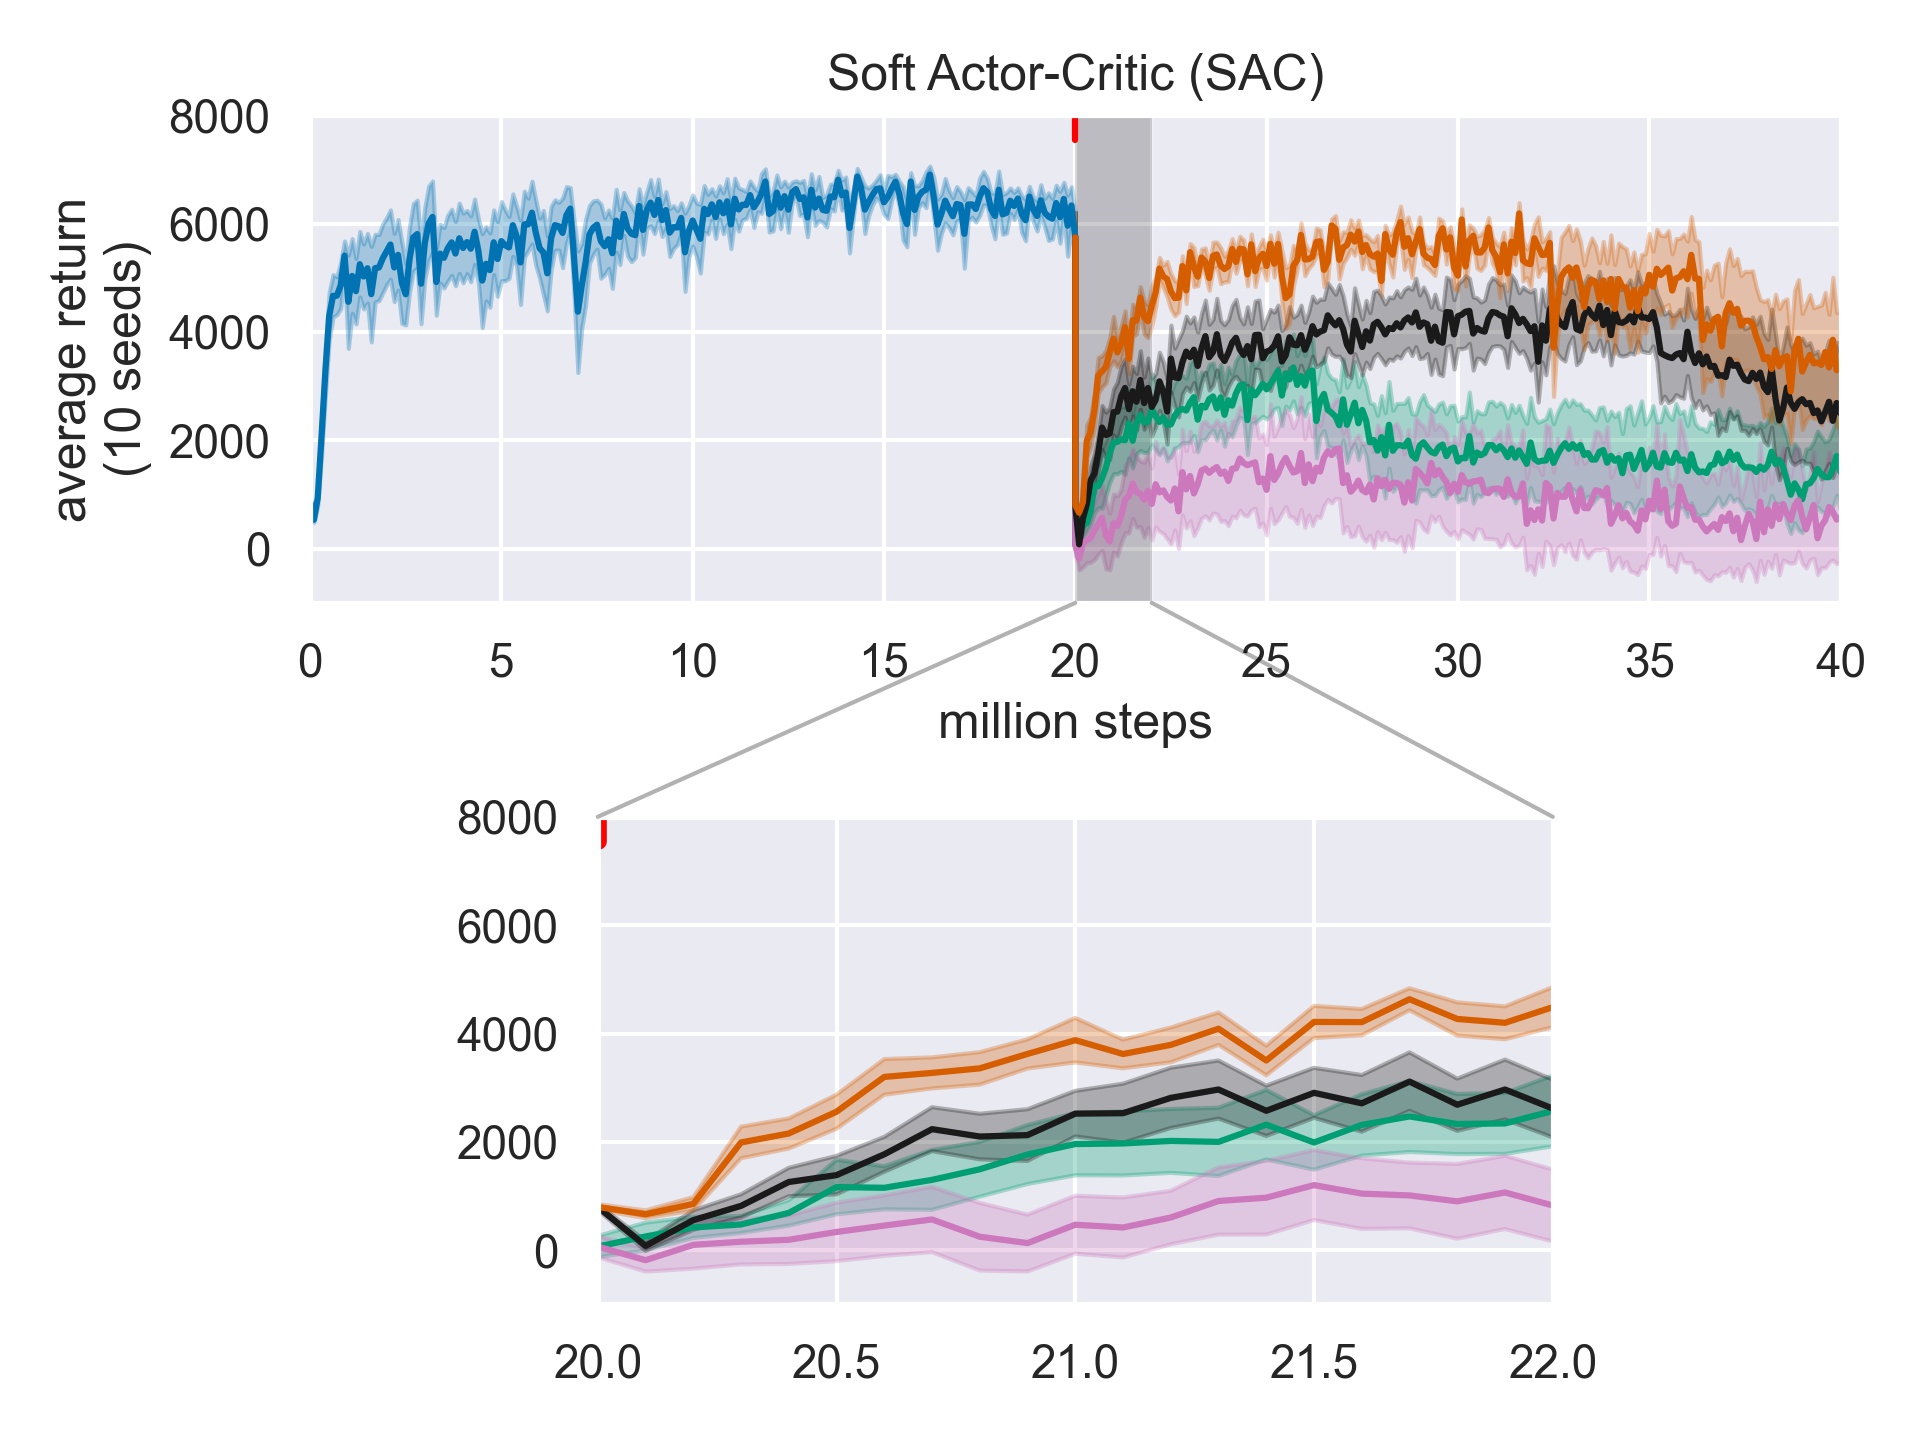 Soft Actor-Critic (SAC)
average return
(10 seeds)
8000
6000
4000
2000
0
0 5 10 15 20 25 30 35 40
million steps
8000
6000
4000
2000
0
20.0 20.5 21.0 21.5 22.0